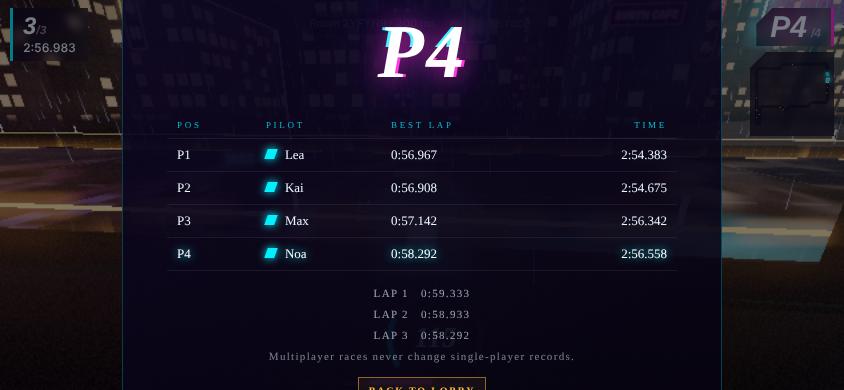 3/3
2:56.983
P4
P4/4
POS PILOT BEST LAP TIME
P1 Lea 0:56.967 2:54.383
P2 Kai 0:56.908 2:54.675
P3 Max 0:57.142 2:56.342
P4 Noa 0:58.292 2:56.558
LAP 1 0:59.333
LAP 2 0:58.933
LAP 3 0:58.292
Multiplayer races never change single-player records.
BACK TO LOBBY